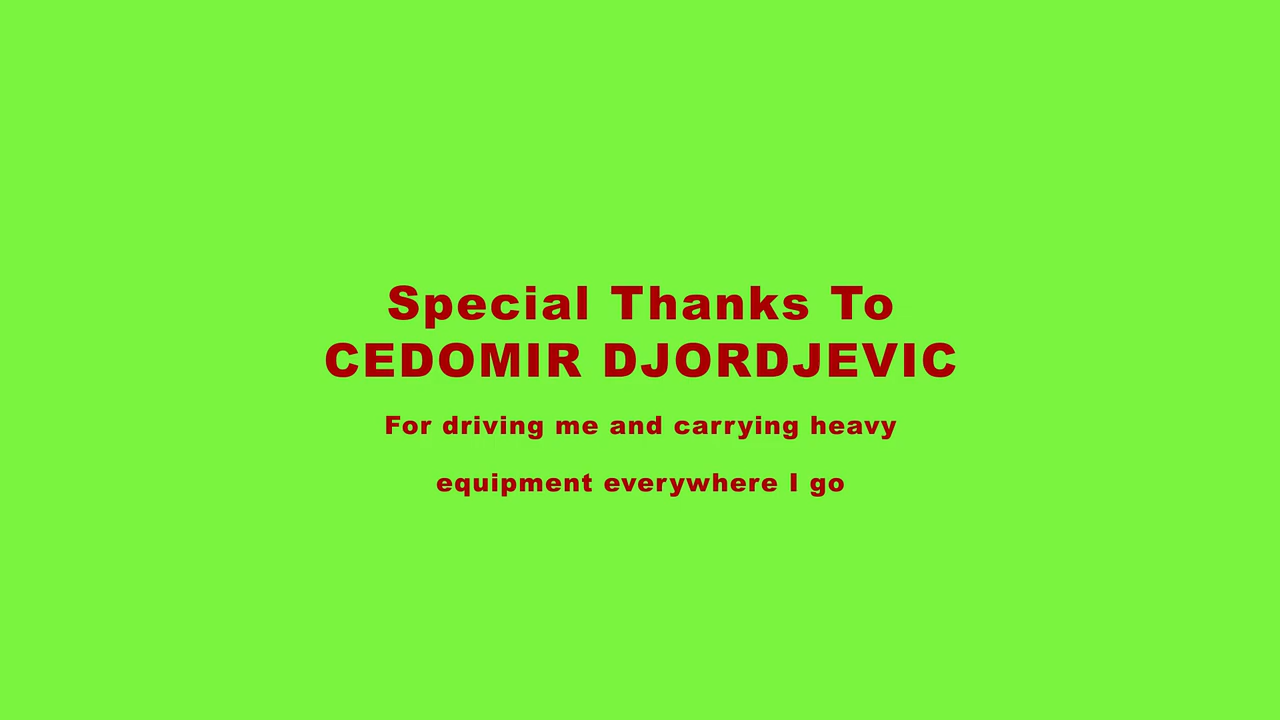 Special Thanks To
CEDOMIR DJORDJEVIC
For driving me and carrying heavy
equipment everywhere I go